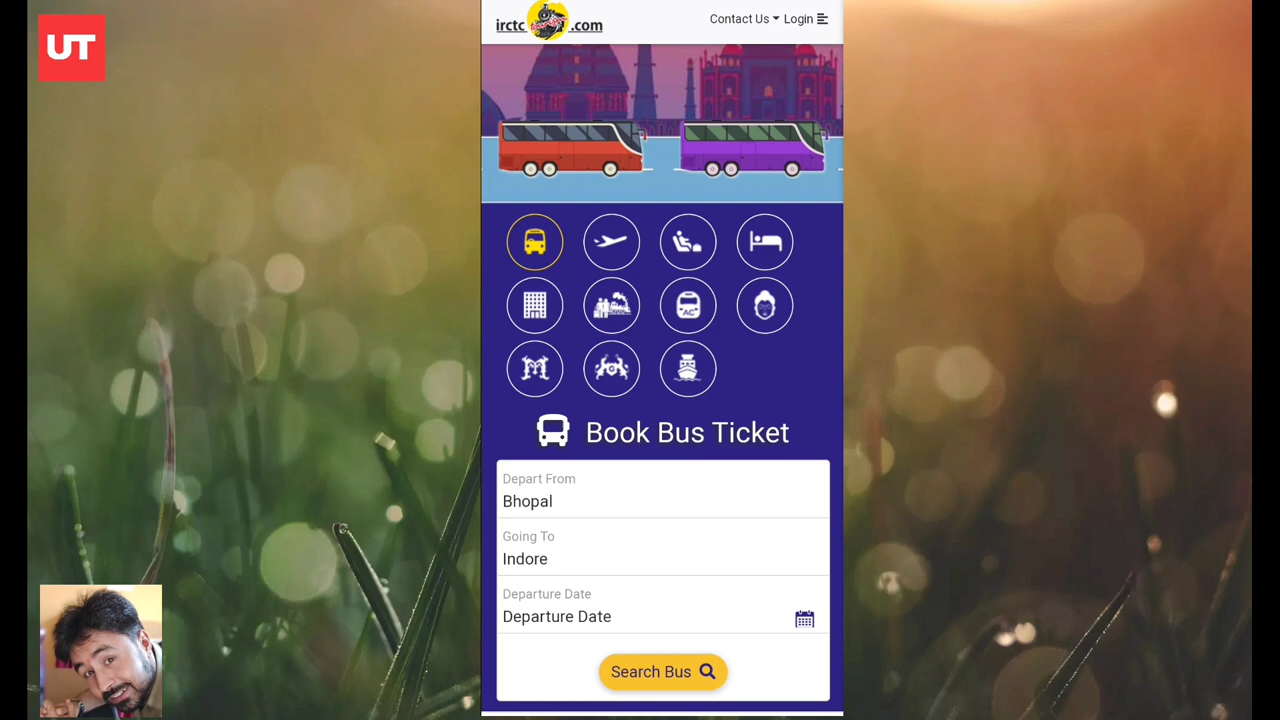 UT
irctc .com
Contact Us Login
AC
M
Book Bus Ticket
Depart From
Bhopal
Going To
Indore
Departure Date
Departure Date
Search Bus